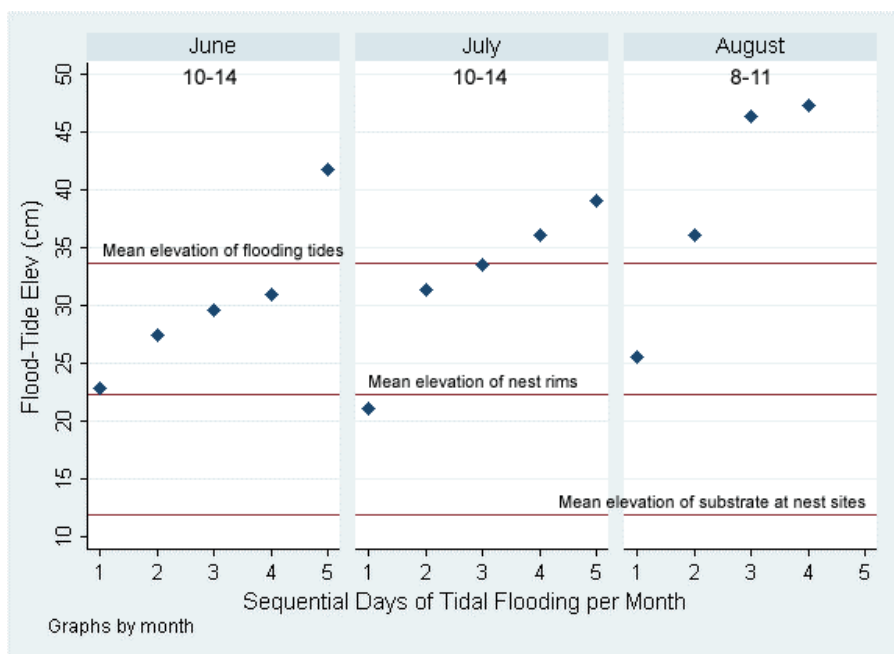 June July August
10-14 10-14 8-11
50
45
40
35
30
25
20
15
10
Flood-Tide Elev (cm)
Mean elevation of flooding tides
Mean elevation of nest rims
Mean elevation of substrate at nest sites
1 2 3 4 5 1 2 3 4 5 1 2 3 4 5
Sequential Days of Tidal Flooding per Month
Graphs by month